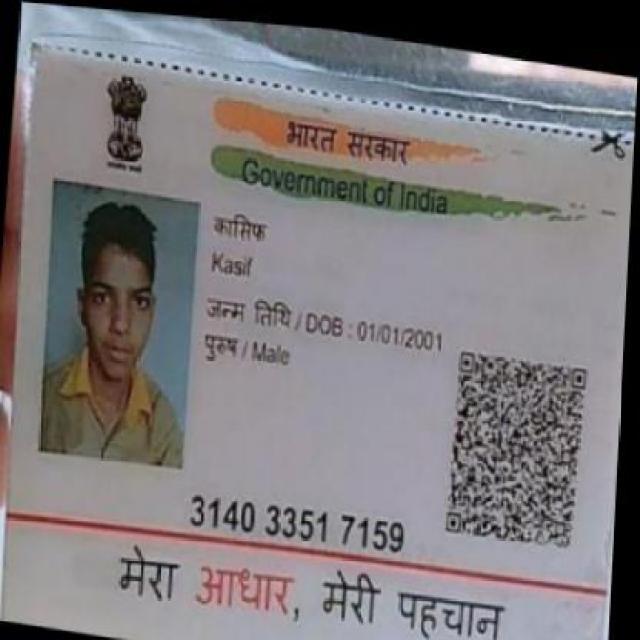 भारत सरकार
Government of India
कासिफ
Kasif
जन्म तिथि / DOB : 01/01/2001
पुरुष / Male
3140 3351 7159
मेरा आधार, मेरी पहचान